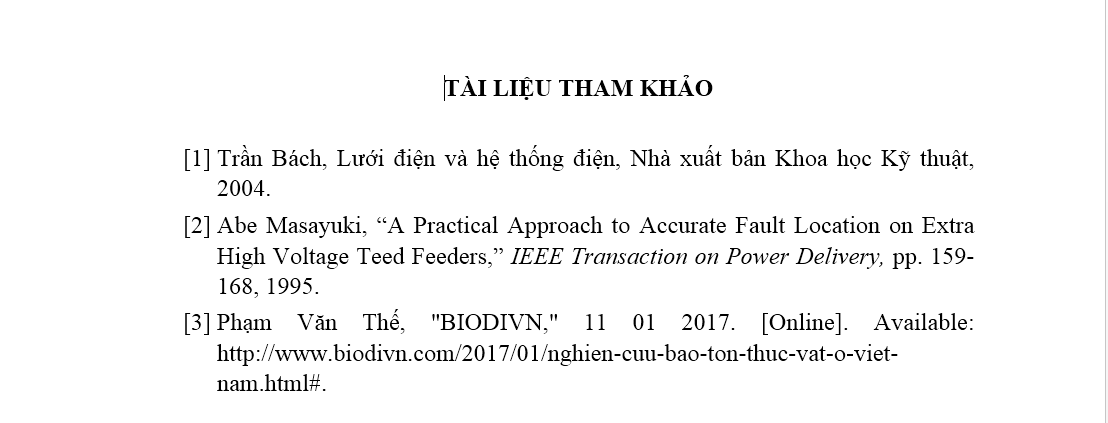 TÀI LIỆU THAM KHẢO
[1] Trần Bách, Lưới điện và hệ thống điện, Nhà xuất bản Khoa học Kỹ thuật,
2004.
[2] Abe Masayuki, “A Practical Approach to Accurate Fault Location on Extra
High Voltage Teed Feeders,” IEEE Transaction on Power Delivery, pp. 159-
168, 1995.
[3] Phạm Văn Thế, "BIODIVN," 11 01 2017. [Online]. Available:
http://www.biodivn.com/2017/01/nghien-cuu-bao-ton-thuc-vat-o-viet-
nam.html#.